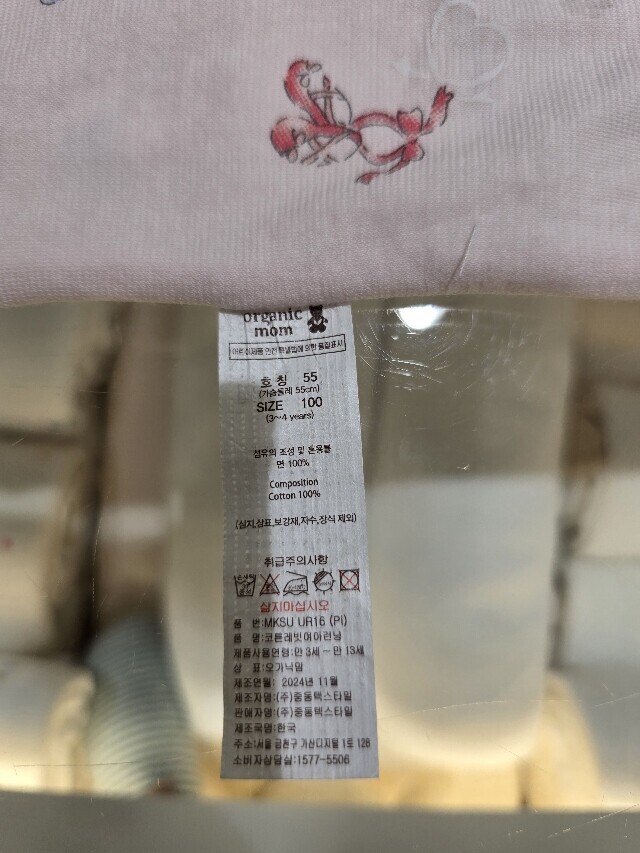 organic
mom
어린이제품 안전 특별법에 의한 품질표시
호 칭 55
(가슴둘레 55cm)
SIZE 100
(3~4 years)
섬유의 조성 및 혼용률
면 100%
Composition
Cotton 100%
(심지,상표,보강재,자수,장식 제외)
취급주의사항
삶지마십시오
품 번:MKSU UR16 (PI)
품 명:코튼래빗여아런닝
제품사용연령:만 3세 - 만 13세
상 표:오가닉맘
제조연월: 2024년 11월
제조자명:(주)중동텍스타일
판매자명:(주)중동텍스타일
제조국명:한국
주소:서울 금천구 가산디지털 1로 128
소비자상담실:1577-5506